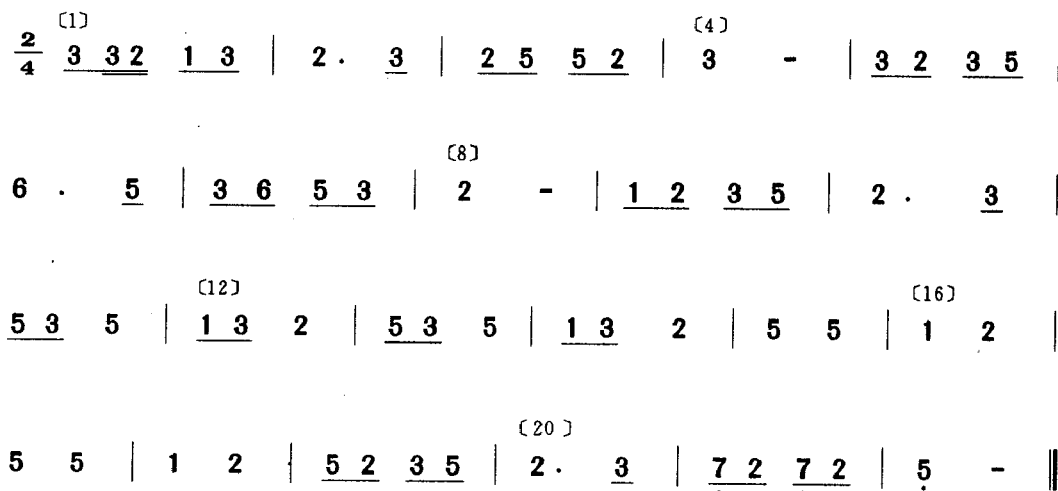 〔1〕 〔4〕
2/4 3 3 2 1 3 | 2 . 3 | 2 5 5 2 | 3 - | 3 2 3 5 |
〔8〕
6 . 5 | 3 6 5 3 | 2 - | 1 2 3 5 | 2 . 3 |
〔12〕 〔16〕
5 3 5 | 1 3 2 | 5 3 5 | 1 3 2 | 5 5 | 1 2 |
〔20〕
5 5 | 1 2 | 5 2 3 5 | 2 . 3 | 7 2 7 2 | 5 - ‖